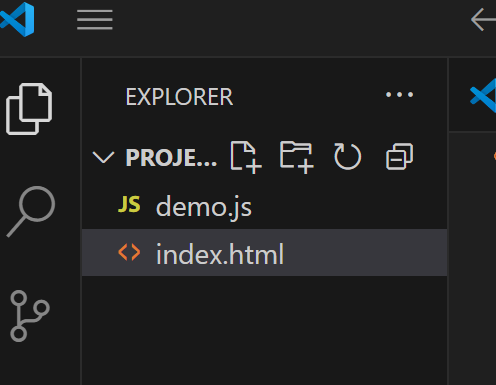 EXPLORER
PROJE...
JS demo.js
<> index.html